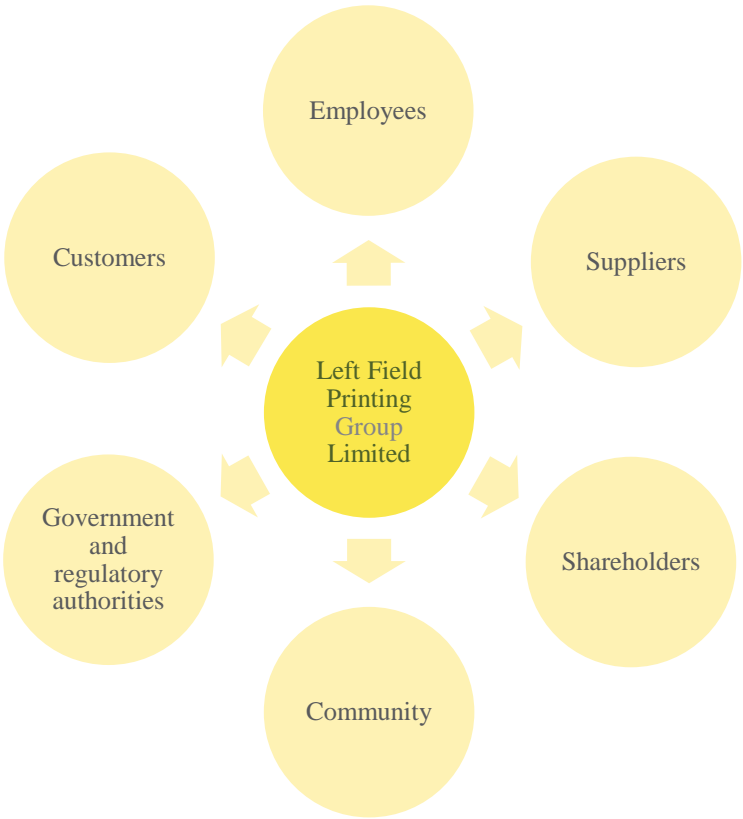 Employees
Customers
Suppliers
Left Field
Printing
Group
Limited
Government
and
regulatory
authorities
Shareholders
Community